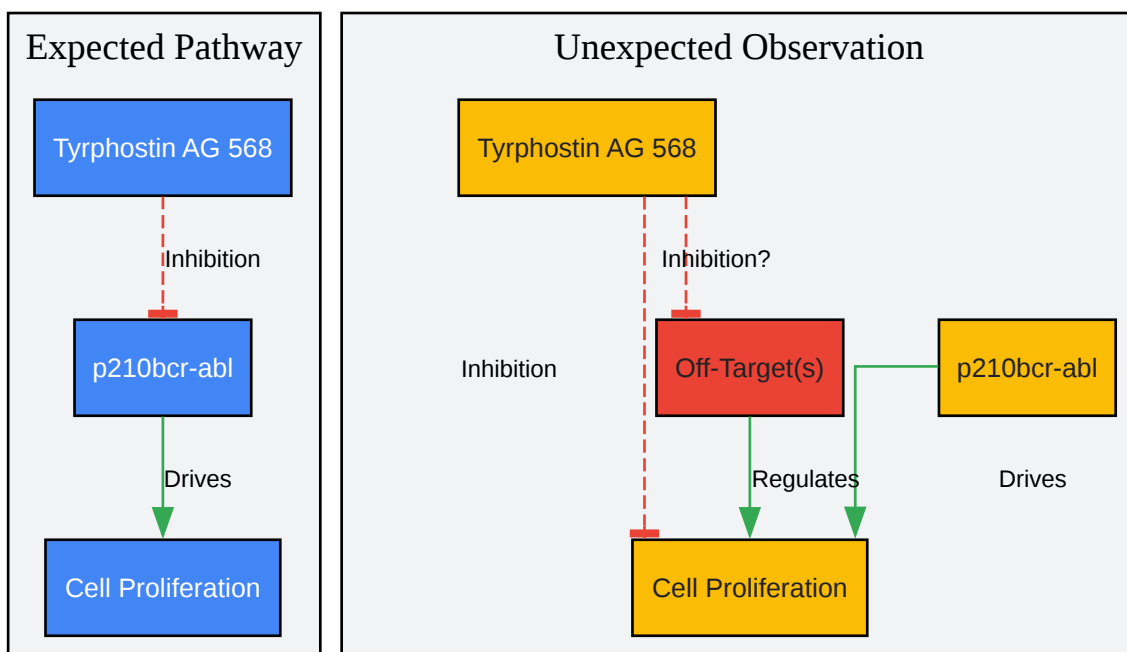 Expected Pathway
Tyrphostin AG 568
Inhibition
p210bcr-abl
Drives
Cell Proliferation
Unexpected Observation
Tyrphostin AG 568
Inhibition?
Inhibition
Off-Target(s)
p210bcr-abl
Regulates
Drives
Cell Proliferation